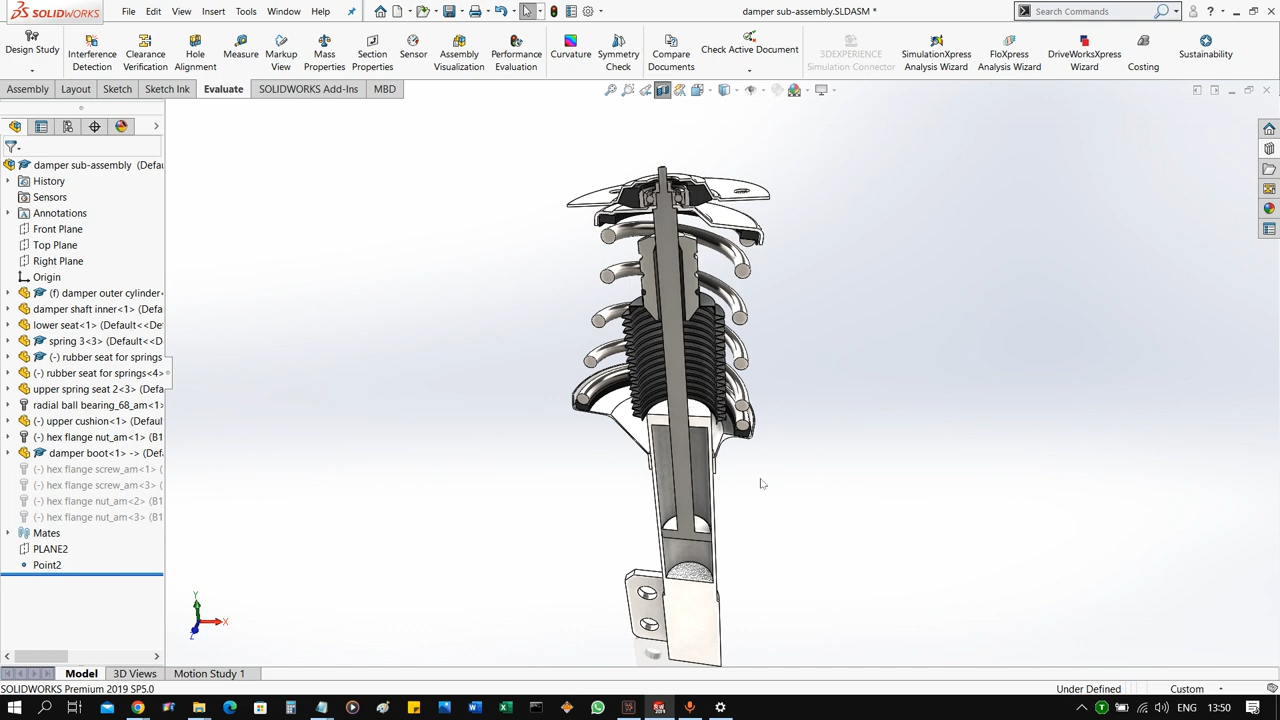 SOLIDWORKS File Edit View Insert Tools Window Help damper sub-assembly.SLDASM * Search Commands
Design Study
Interference Detection
Clearance Verification
Hole Alignment
Measure
Markup View
Mass Properties
Section Properties
Sensor
Assembly Visualization
Performance Evaluation
Curvature
Symmetry Check
Compare Documents
Check Active Document
3DEXPERIENCE Simulation Connector
SimulationXpress Analysis Wizard
FloXpress Analysis Wizard
DriveWorksXpress Wizard
Costing
Sustainability
Assembly Layout Sketch Sketch Ink Evaluate SOLIDWORKS Add-Ins MBD
damper sub-assembly (Defau
History
Sensors
Annotations
Front Plane
Top Plane
Right Plane
Origin
(f) damper outer cylinder<
damper shaft inner<1> (Defa
lower seat<1> (Default<<De
spring 3<3> (Default<<D
(-) rubber seat for springs
(-) rubber seat for springs<4>
upper spring seat 2<3> (Defa
radial ball bearing_68_am<1>
(-) upper cushion<1> (Defaul
(-) hex flange nut_am<1> (B1
damper boot<1> -> (Defa
(-) hex flange screw_am<1> (
(-) hex flange screw_am<3> (
(-) hex flange nut_am<2> (B1
(-) hex flange nut_am<3> (B1
Mates
PLANE2
Point2
Y
X
Z
Model 3D Views Motion Study 1
SOLIDWORKS Premium 2019 SP5.0 Under Defined Custom
ENG 13:50